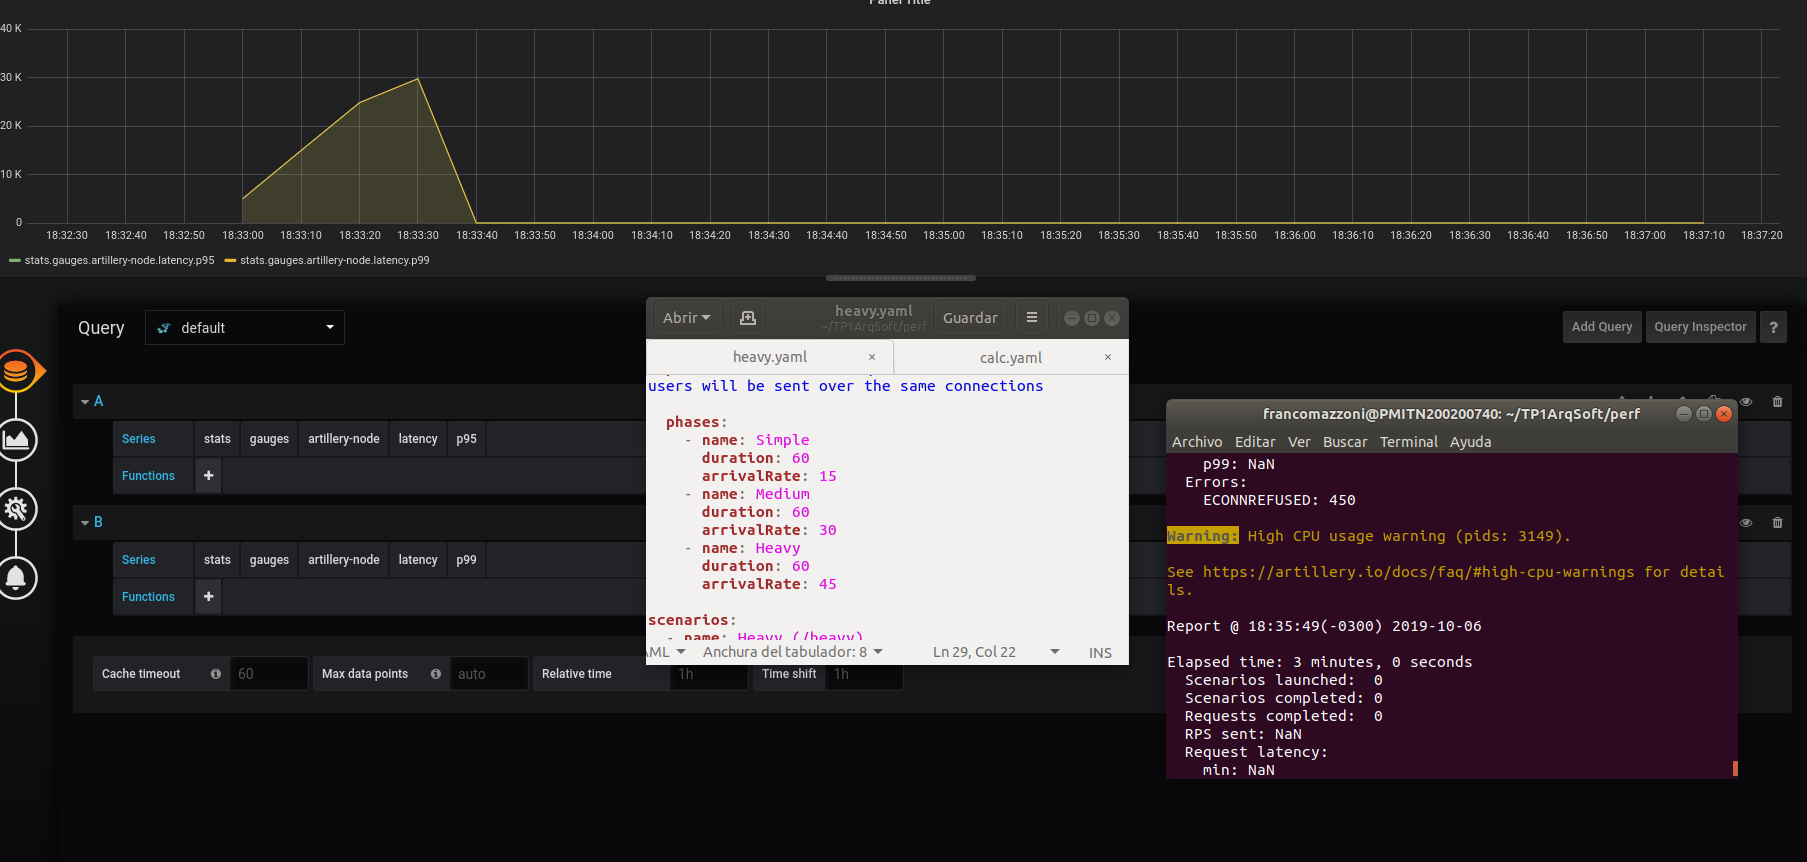 Panel Title
40 K
30 K
20 K
10 K
0
18:32:30 18:32:40 18:32:50 18:33:00 18:33:10 18:33:20 18:33:30 18:33:40 18:33:50 18:34:00 18:34:10 18:34:20 18:34:30 18:34:40 18:34:50 18:35:00 18:35:10 18:35:20 18:35:30 18:35:40 18:35:50 18:36:00 18:36:10 18:36:20 18:36:30 18:36:40 18:36:50 18:37:00 18:37:10 18:37:20
stats.gauges.artillery-node.latency.p95 stats.gauges.artillery-node.latency.p99
Query default Add Query Query Inspector ?
A
Series stats gauges artillery-node latency p95
Functions +
B
Series stats gauges artillery-node latency p99
Functions +
Cache timeout 60 Max data points auto Relative time 1h Time shift 1h
Abrir heavy.yaml Guardar
~/TP1ArqSoft/perf
heavy.yaml × calc.yaml ×
users will be sent over the same connections
phases:
- name: Simple
duration: 60
arrivalRate: 15
- name: Medium
duration: 60
arrivalRate: 30
- name: Heavy
duration: 60
arrivalRate: 45
scenarios:
- name: Heavy (/heavy)
AML Anchura del tabulador: 8 Ln 29, Col 22 INS
francomazzoni@PMITN200200740: ~/TP1ArqSoft/perf
Archivo Editar Ver Buscar Terminal Ayuda
p99: NaN
Errors:
ECONNREFUSED: 450
Warning: High CPU usage warning (pids: 3149).
See https://artillery.io/docs/faq/#high-cpu-warnings for detai
ls.
Report @ 18:35:49(-0300) 2019-10-06
Elapsed time: 3 minutes, 0 seconds
Scenarios launched: 0
Scenarios completed: 0
Requests completed: 0
RPS sent: NaN
Request latency:
min: NaN